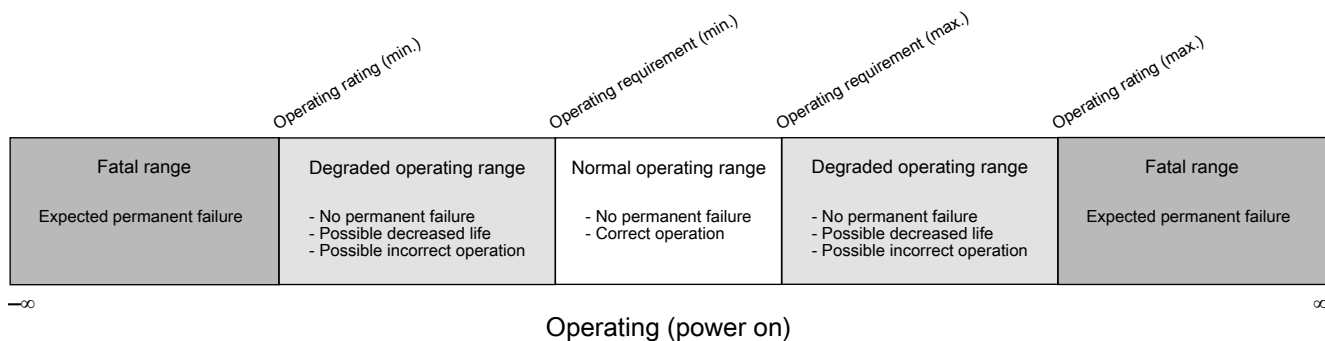 Operating rating (min.)
Operating requirement (min.)
Operating requirement (max.)
Operating rating (max.)
Fatal range
Expected permanent failure
Degraded operating range
- No permanent failure
- Possible decreased life
- Possible incorrect operation
Normal operating range
- No permanent failure
- Correct operation
Degraded operating range
- No permanent failure
- Possible decreased life
- Possible incorrect operation
Fatal range
Expected permanent failure
–∞
∞
Operating (power on)